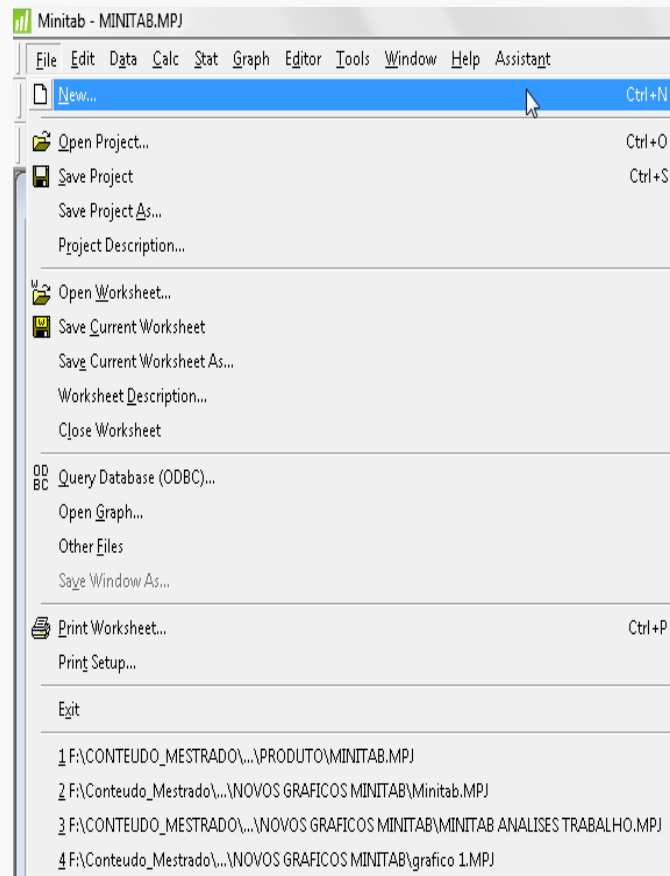 Minitab - MINITAB.MPJ
File Edit Data Calc Stat Graph Editor Tools Window Help Assistant
New... Ctrl+N
Open Project... Ctrl+O
Save Project Ctrl+S
Save Project As...
Project Description...
Open Worksheet...
Save Current Worksheet
Save Current Worksheet As...
Worksheet Description...
Close Worksheet
Query Database (ODBC)...
Open Graph...
Other Files
Save Window As...
Print Worksheet... Ctrl+P
Print Setup...
Exit
1 F:\CONTEUDO_MESTRADO\...\PRODUTO\MINITAB.MPJ
2 F:\Conteudo_Mestrado\...\NOVOS GRAFICOS MINITAB\Minitab.MPJ
3 F:\CONTEUDO_MESTRADO\...\NOVOS GRAFICOS MINITAB\MINITAB ANALISES TRABALHO.MPJ
4 F:\Conteudo_Mestrado\...\NOVOS GRAFICOS MINITAB\grafico 1.MPJ